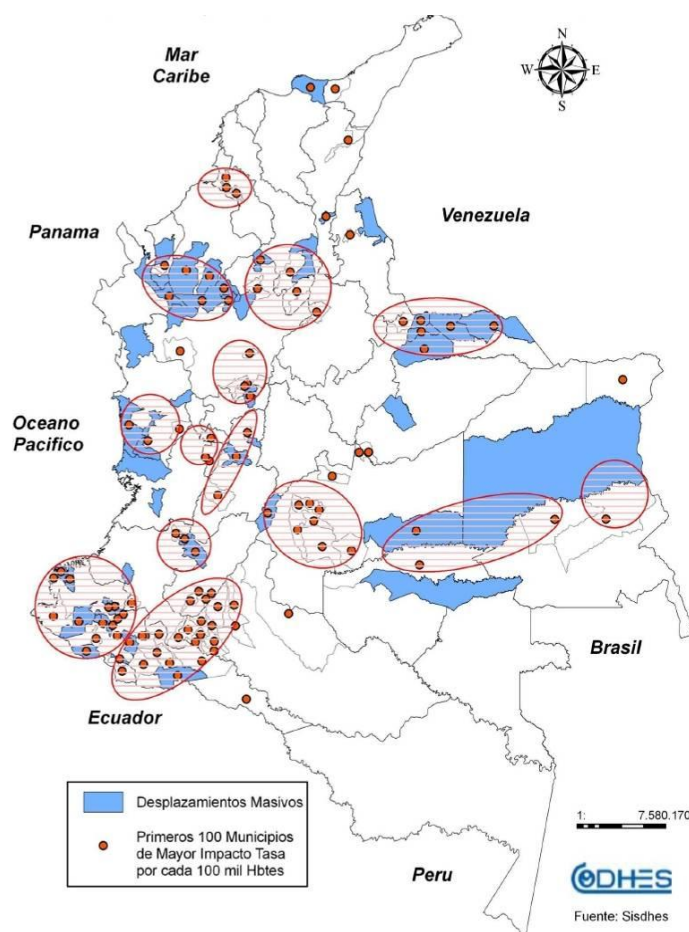 Mar
Caribe
N
W E
S
Panama
Venezuela
Oceano
Pacifico
Brasil
Ecuador
Desplazamientos Masivos
Primeros 100 Municipios
de Mayor Impacto Tasa
por cada 100 mil Hbtes
1: 7.580.170
Peru
CODHES
Fuente: Sisdhes